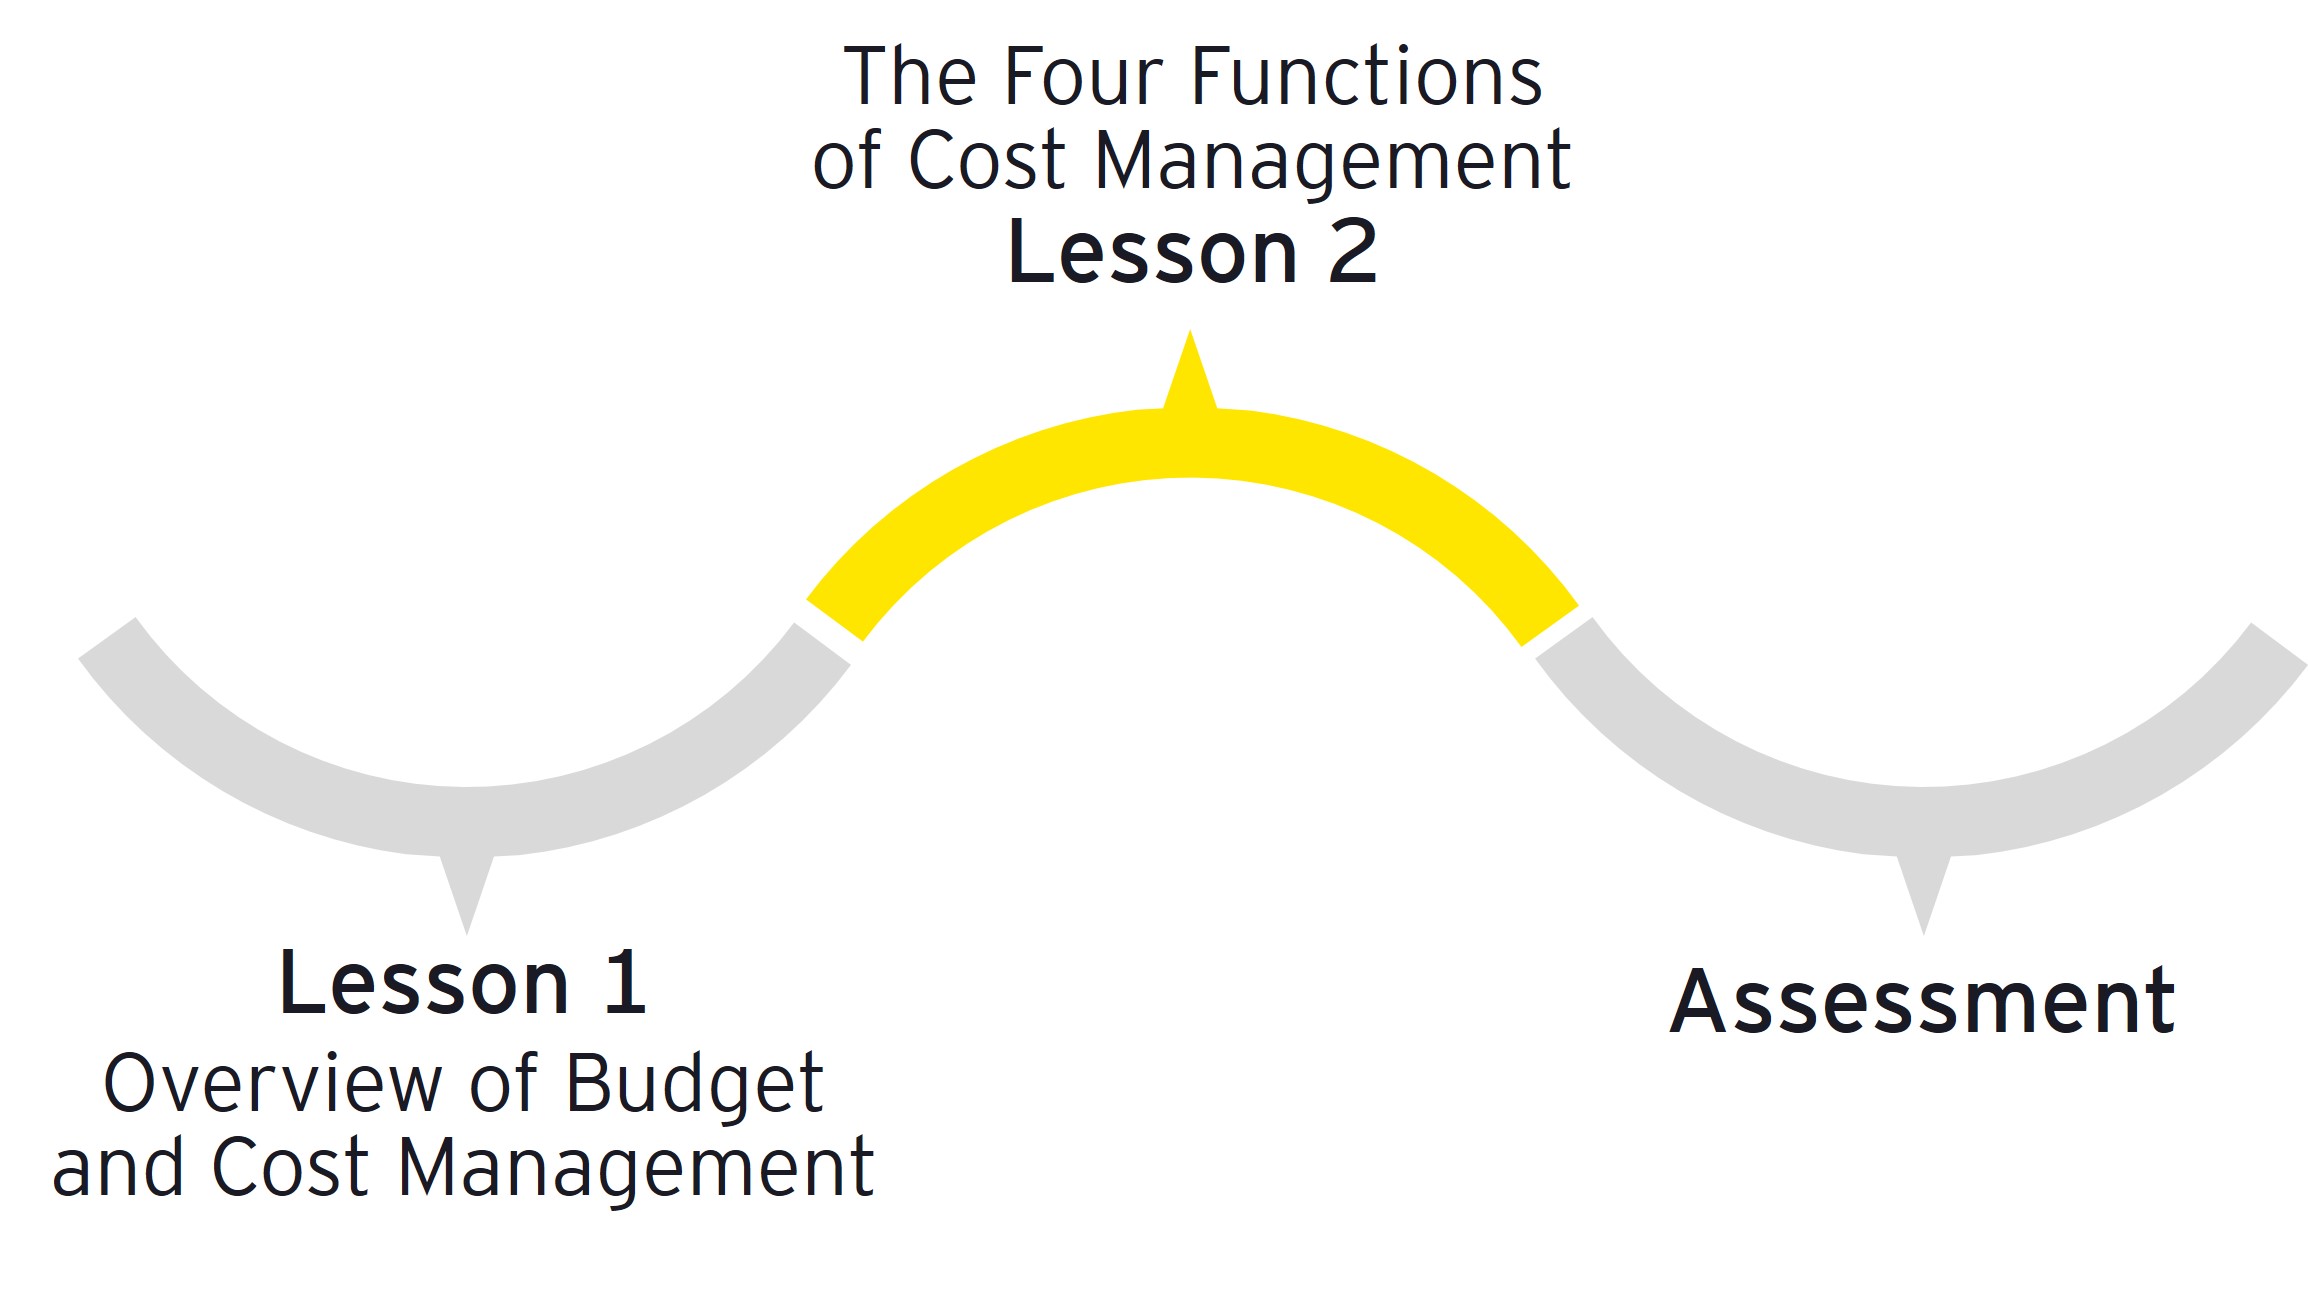 The Four Functions
of Cost Management
Lesson 2
Lesson 1
Overview of Budget
and Cost Management
Assessment